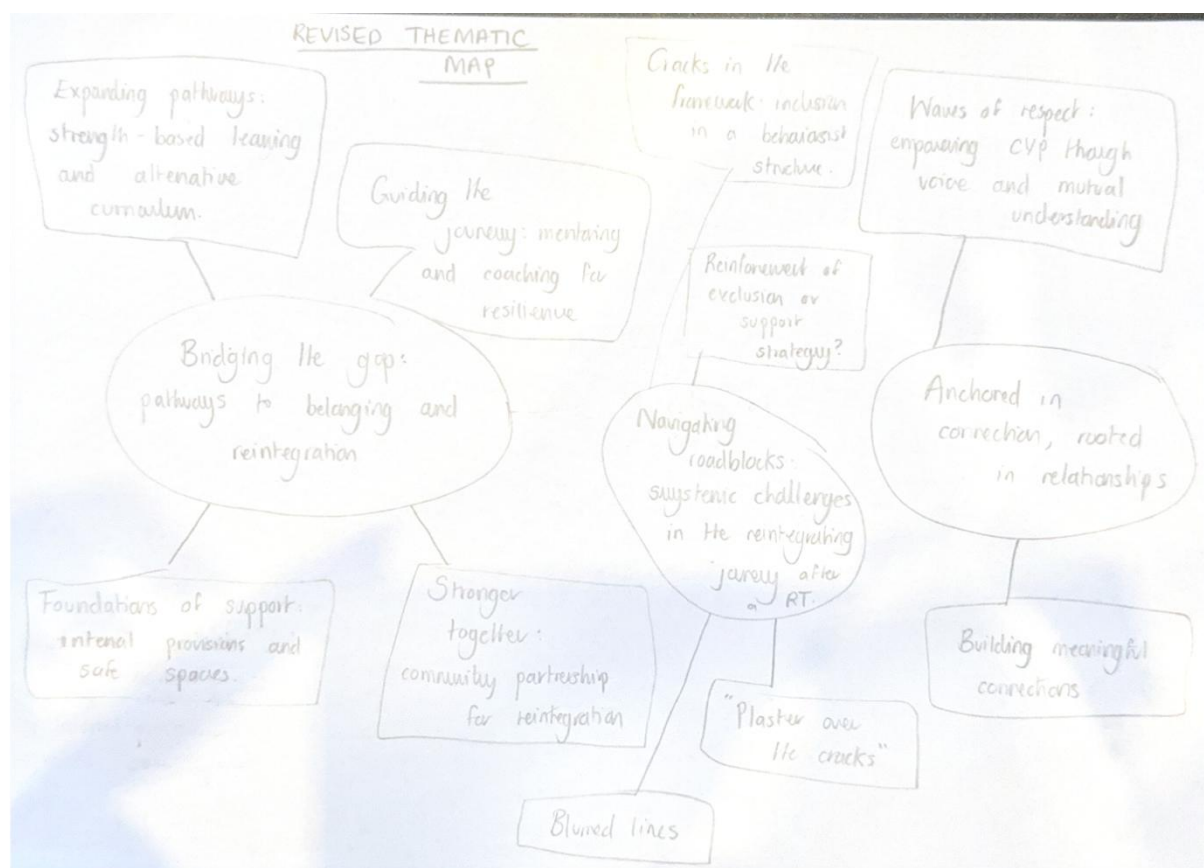 REVISED THEMATIC
MAP
Expanding pathways:
strength-based learning
and alternative
curriculum.
Guiding the
journey: mentoring
and coaching for
resilience
Bridging the gap:
pathways to belonging and
reintegration
Foundations of support:
internal provisions and
safe spaces.
Stronger
together:
community partnership
for reintegration
Cracks in the
framework: inclusion
in a behaviourist
structure.
Reinforcement of
exclusion or
support
strategy?
Navigating
roadblocks:
systemic challenges
in the reintegrating
journey after
a RT.
"Plaster over
the cracks"
Blurred lines
Waves of respect:
empowering CYP through
voice and mutual
understanding
Anchored in
connection, rooted
in relationships
Building meaningful
connections